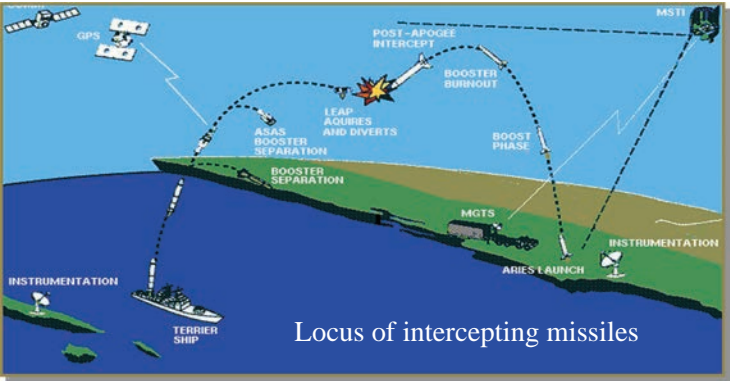 MSTI
GPS
POST-APOGEE
INTERCEPT
BOOSTER
BURNOUT
LEAP
AQUIRES
AND DIVERTS
ASAS
BOOSTER
SEPARATION
BOOST
PHASE
BOOSTER
SEPARATION
MGTS
INSTRUMENTATION
ARIES LAUNCH
INSTRUMENTATION
TERRIER
SHIP
Locus of intercepting missiles